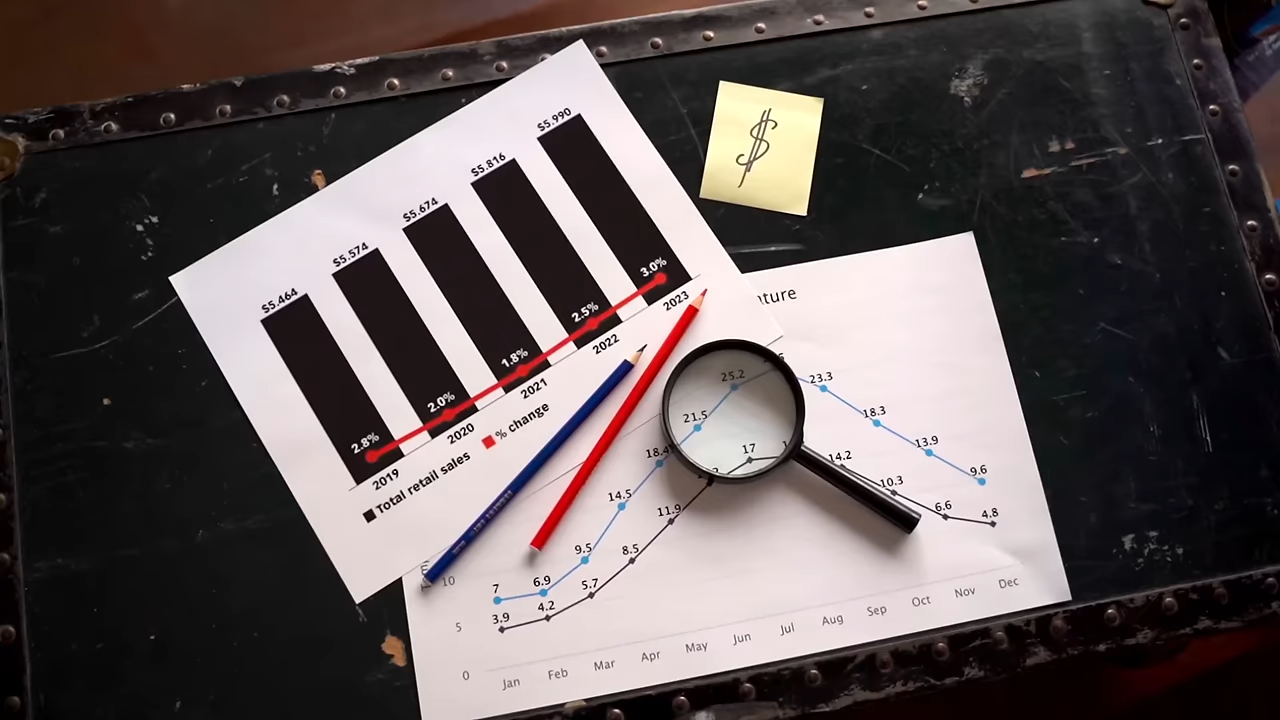 $5.464 $5.574 $5.674 $5.816 $5.990
2.8% 2.0% 1.8% 2.5% 3.0%
2019 2020 2021 2022 2023
Total retail sales % change
$
7 6.9 9.5 14.5 18.4 21.5 25.2 23.3 18.3 13.9 9.6
3.9 4.2 5.7 8.5 11.9 17 14.2 10.3 6.6 4.8
10
5
0
Jan Feb Mar Apr May Jun Jul Aug Sep Oct Nov Dec